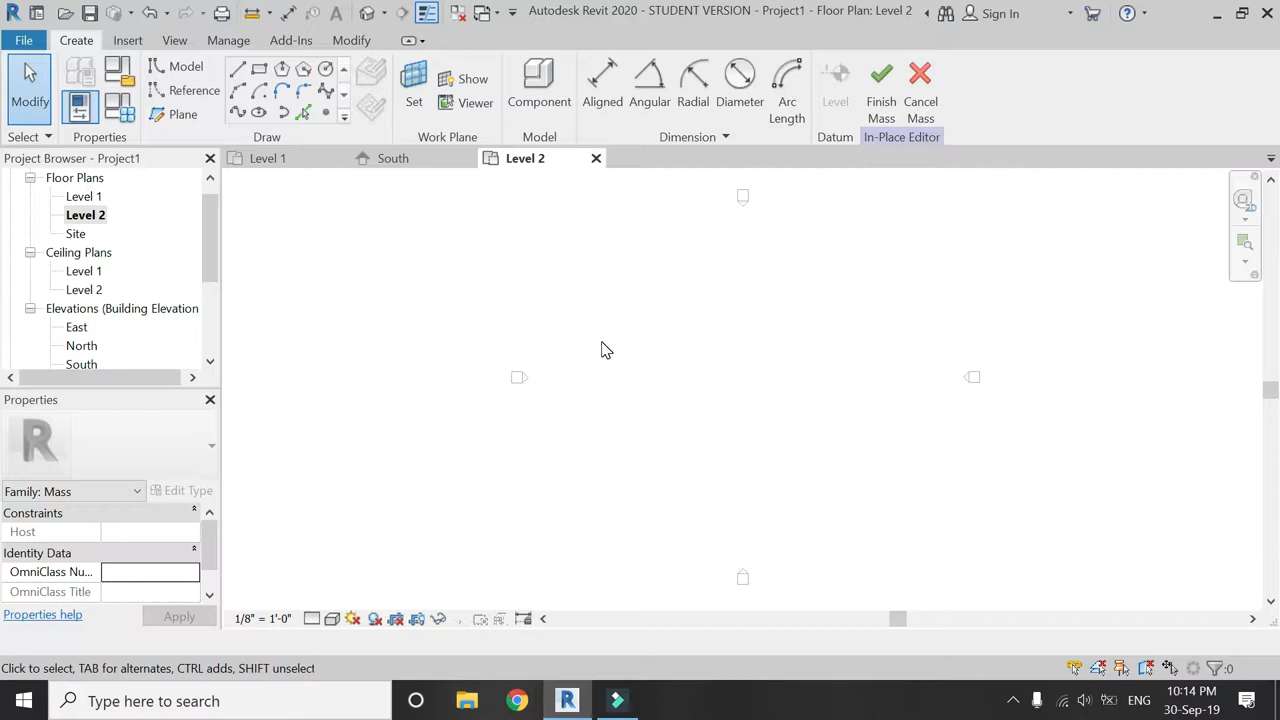 Autodesk Revit 2020 - STUDENT VERSION - Project1 - Floor Plan: Level 2
Sign In
File
Create
Insert
View
Manage
Add-Ins
Modify
Modify
Model
Reference
Plane
Set
Show
Viewer
Component
Aligned
Angular
Radial
Diameter
Arc
Length
Level
Finish
Mass
Cancel
Mass
Select
Properties
Draw
Work Plane
Model
Dimension
Datum
In-Place Editor
Project Browser - Project1
Level 1
South
Level 2
Floor Plans
Level 1
Level 2
Site
Ceiling Plans
Level 1
Level 2
Elevations (Building Elevation
East
North
South
Properties
R
Family: Mass
Edit Type
Constraints
Host
Identity Data
OmniClass Nu...
OmniClass Title
Properties help
Apply
1/8" = 1'-0"
Click to select, TAB for alternates, CTRL adds, SHIFT unselect
:0
Type here to search
ENG
10:14 PM
30-Sep-19
2D